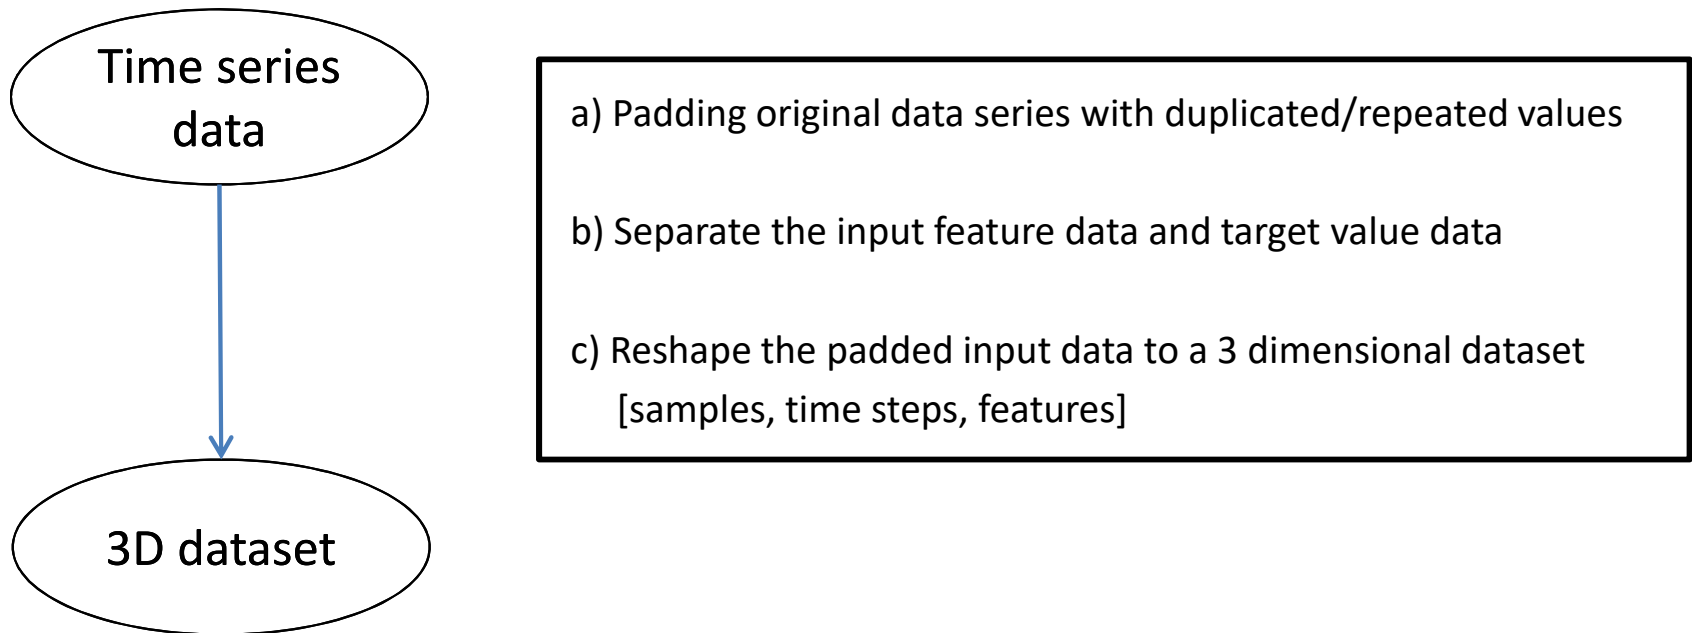 Time series
data
a) Padding original data series with duplicated/repeated values
b) Separate the input feature data and target value data
c) Reshape the padded input data to a 3 dimensional dataset
[samples, time steps, features]
3D dataset